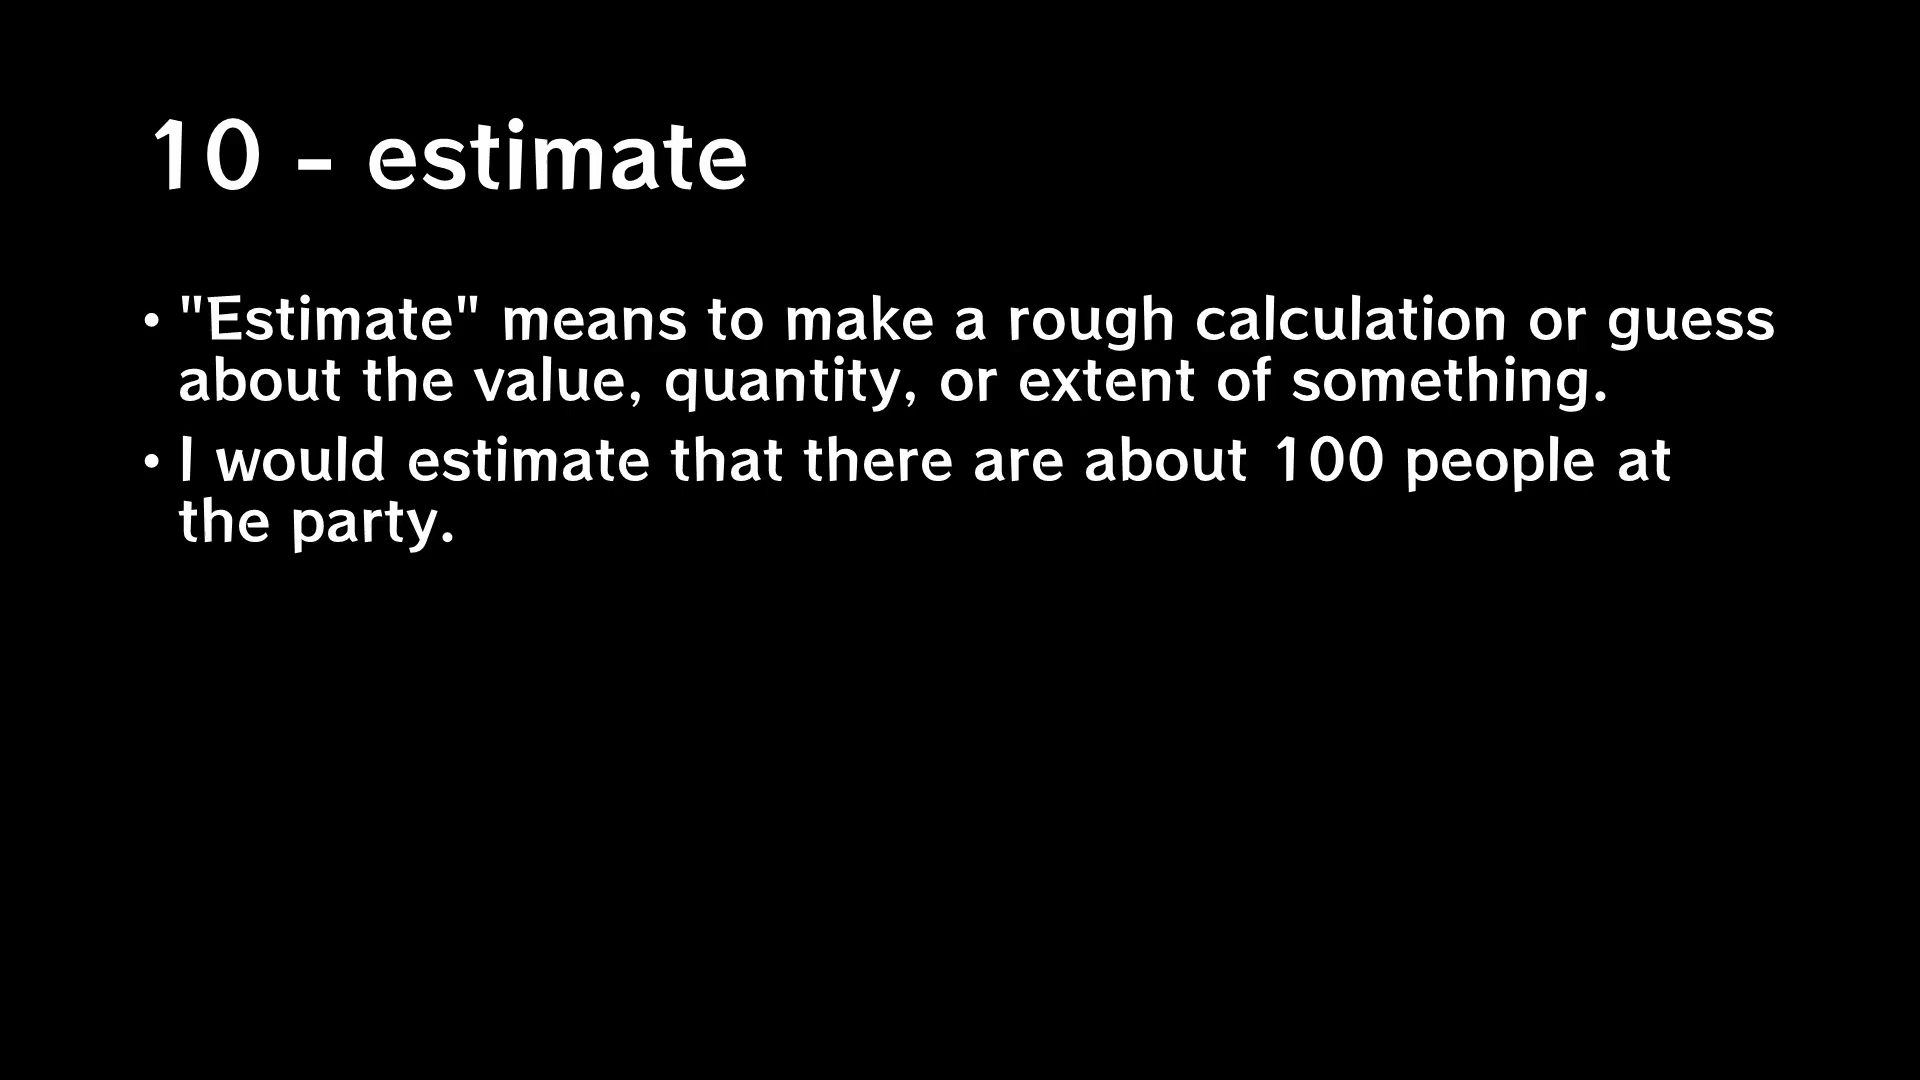 10 - estimate
• "Estimate" means to make a rough calculation or guess
about the value, quantity, or extent of something.
• I would estimate that there are about 100 people at
the party.